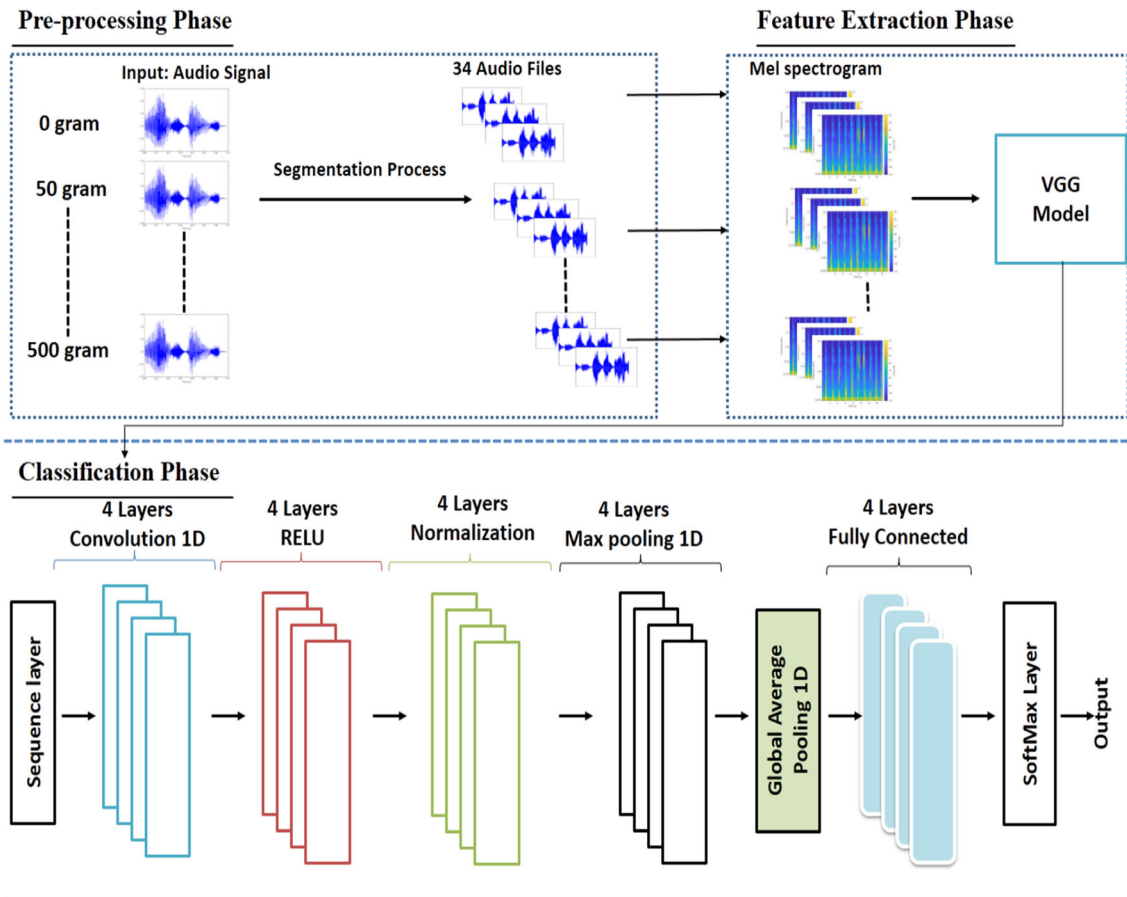 Pre-processing Phase
Feature Extraction Phase
Input: Audio Signal
34 Audio Files
Mel spectrogram
0 gram
50 gram
Segmentation Process
VGG
Model
500 gram
Classification Phase
4 Layers
Convolution 1D
4 Layers
RELU
4 Layers
Normalization
4 Layers
Max pooling 1D
4 Layers
Fully Connected
Sequence layer
Global Average
Pooling 1D
SoftMax Layer
Output